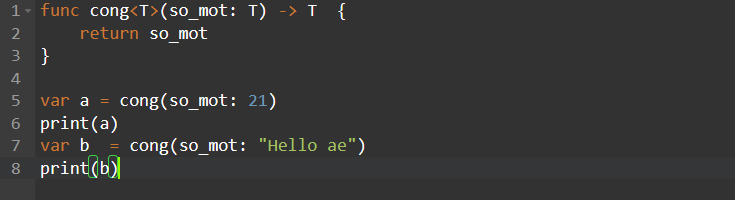 1 func cong<T>(so_mot: T) -> T  {
2     return so_mot
3 }
4
5 var a = cong(so_mot: 21)
6 print(a)
7 var b  = cong(so_mot: "Hello ae")
8 print(b)